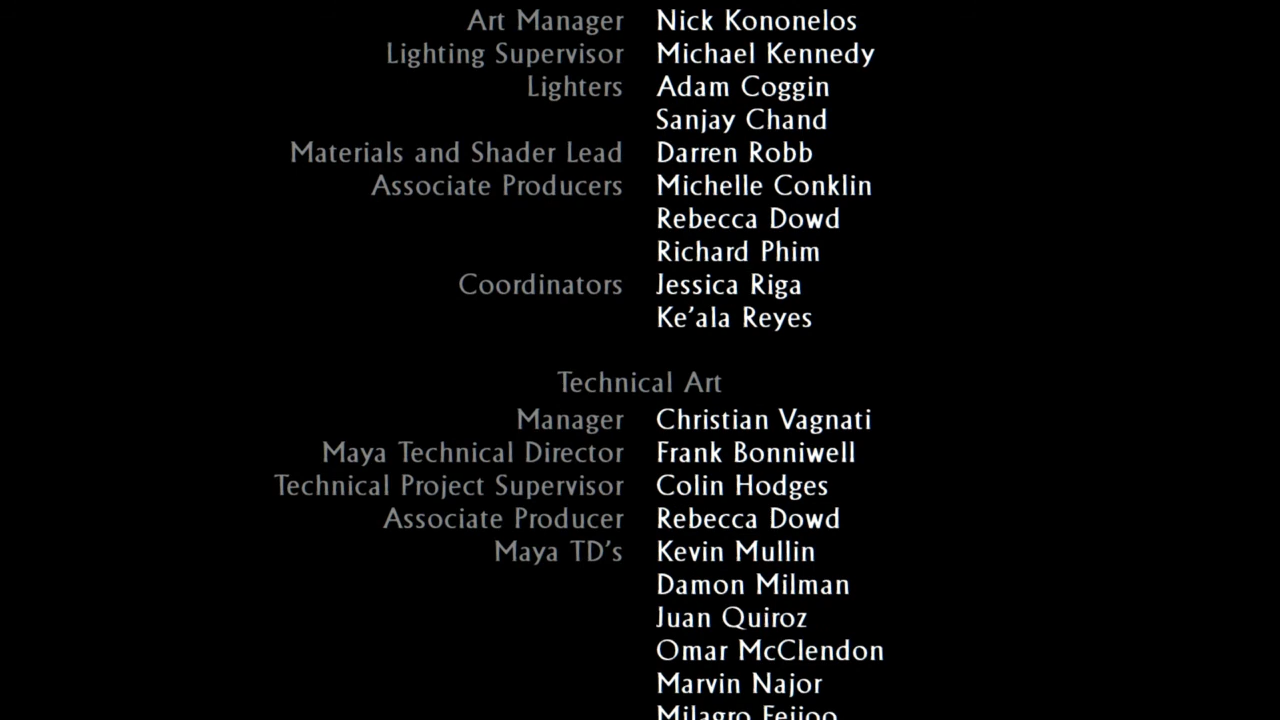 Art Manager Nick Kononelos
Lighting Supervisor Michael Kennedy
Lighters Adam Coggin
Sanjay Chand
Materials and Shader Lead Darren Robb
Associate Producers Michelle Conklin
Rebecca Dowd
Richard Phim
Coordinators Jessica Riga
Ke’ala Reyes
Technical Art
Manager Christian Vagnati
Maya Technical Director Frank Bonniwell
Technical Project Supervisor Colin Hodges
Associate Producer Rebecca Dowd
Maya TD’s Kevin Mullin
Damon Milman
Juan Quiroz
Omar McClendon
Marvin Najor
Milagro Feijoo